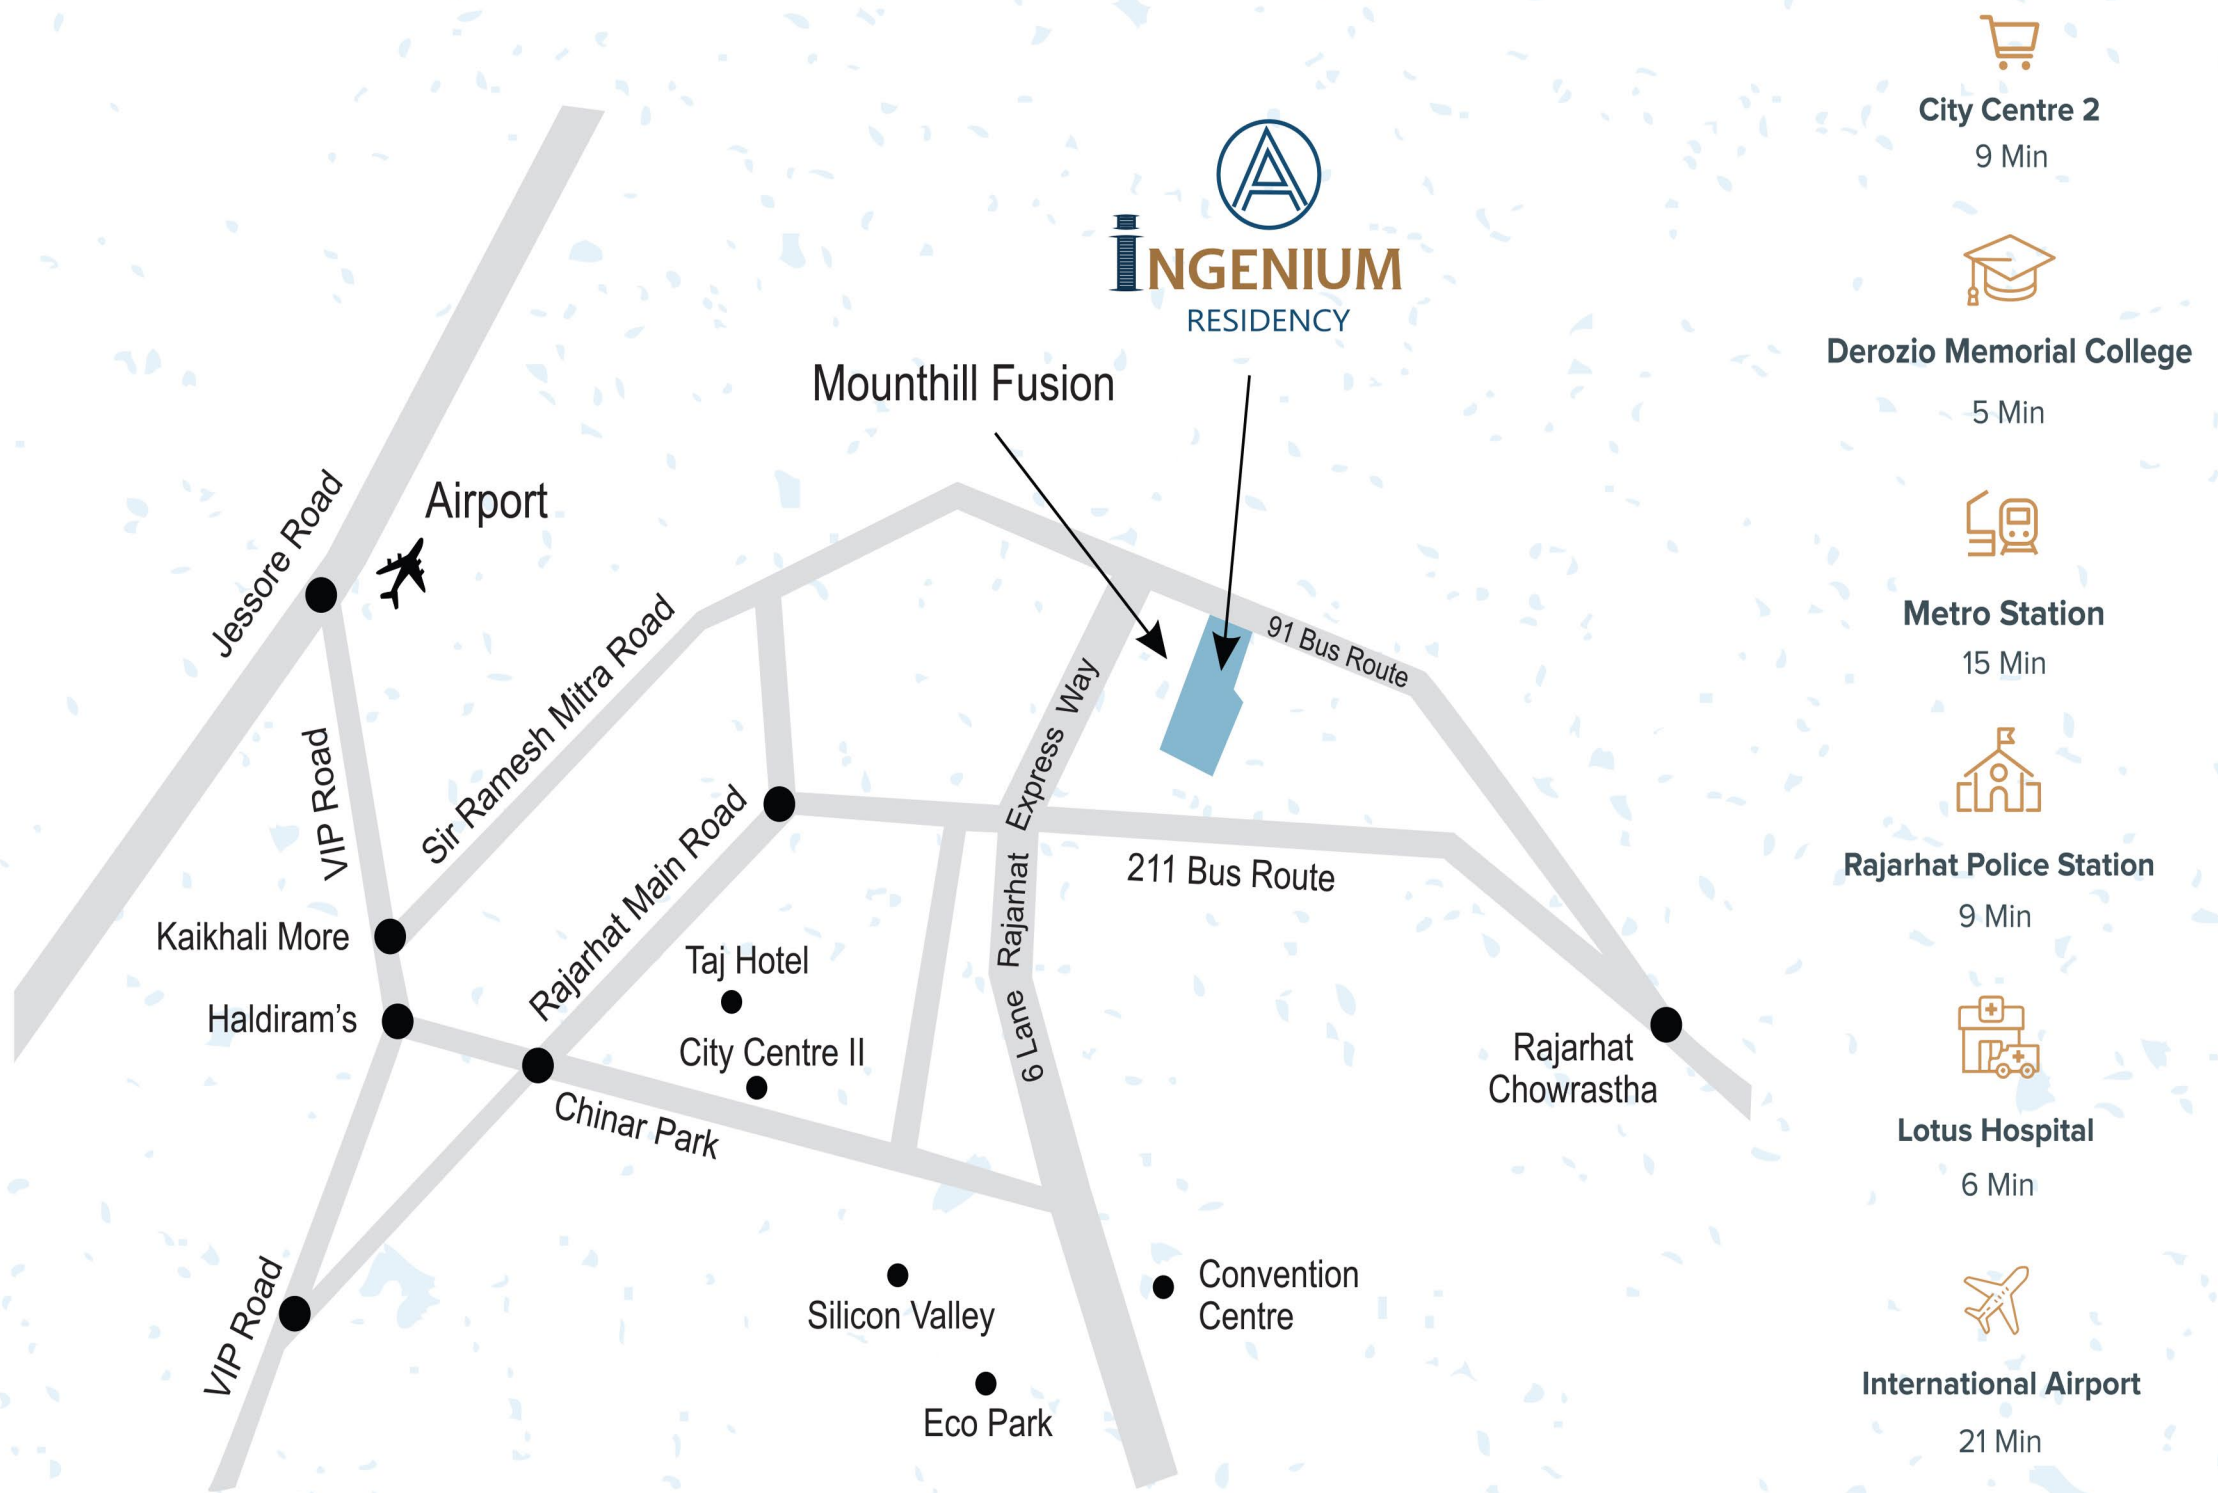 INGENIUM
RESIDENCY
Mounthill Fusion
Airport
Jessore Road
VIP Road
Sir Ramesh Mitra Road
91 Bus Route
Rajarhat Main Road
6 Lane Rajarhat Express Way
211 Bus Route
Kaikhali More
Haldiram's
Taj Hotel
City Centre II
Chinar Park
Rajarhat
Chowrastha
VIP Road
Silicon Valley
Convention
Centre
Eco Park
City Centre 2
9 Min
Derozio Memorial College
5 Min
Metro Station
15 Min
Rajarhat Police Station
9 Min
Lotus Hospital
6 Min
International Airport
21 Min